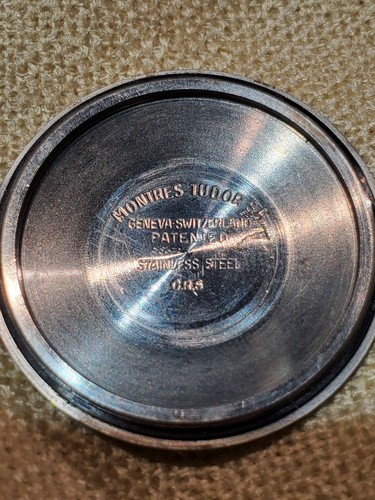 MONTRES TUDOR S.A.
GENEVA·SWITZERLAND
PATENTED
STAINLESS STEEL
C.R.S